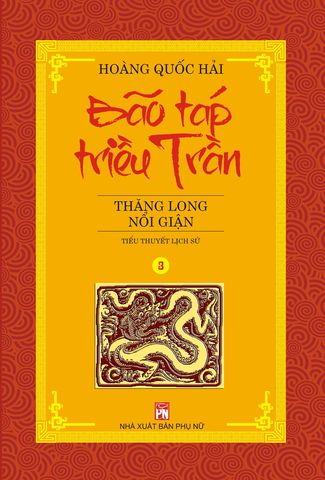 HOÀNG QUỐC HẢI
Bão táp
triều Trần
THĂNG LONG
NỔI GIẬN
TIỂU THUYẾT LỊCH SỬ
3
PN
NHÀ XUẤT BẢN PHỤ NỮ